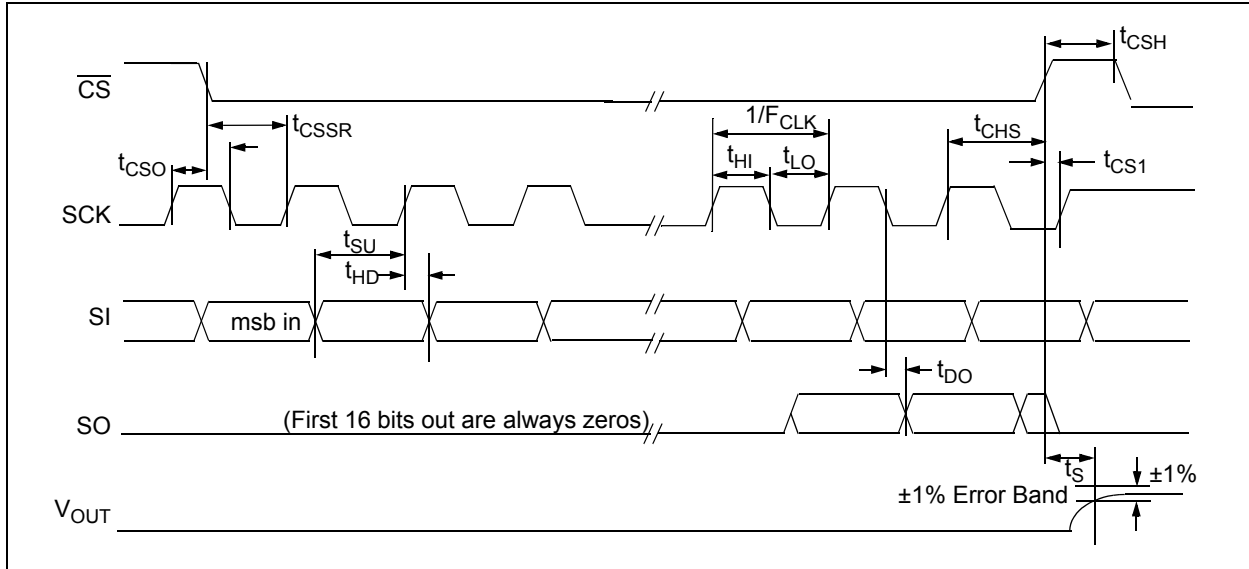 tCSH
CS
1/FCLK
tCSSR
tCHS
tCSO
tHI
tLO
tCS1
SCK
tSU
tHD
SI
msb in
tDO
SO
(First 16 bits out are always zeros)
tS
±1%
±1% Error Band
VOUT